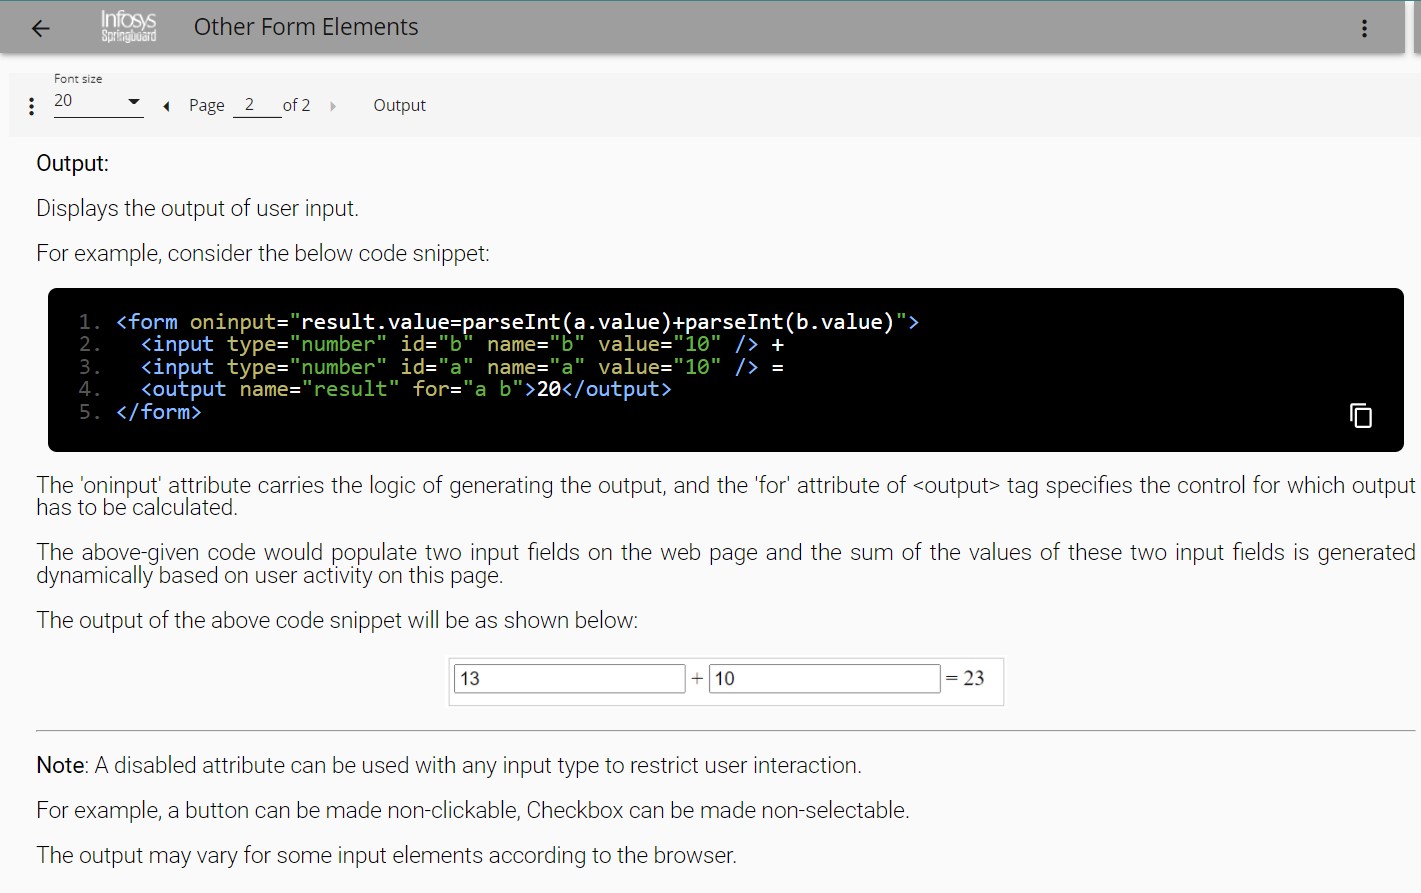 Infosys
Springboard
Other Form Elements
Font size
20
Page 2 of 2
Output
Output:
Displays the output of user input.
For example, consider the below code snippet:
1. <form oninput="result.value=parseInt(a.value)+parseInt(b.value)">
2.   <input type="number" id="b" name="b" value="10" /> +
3.   <input type="number" id="a" name="a" value="10" /> =
4.   <output name="result" for="a b">20</output>
5. </form>
The 'oninput' attribute carries the logic of generating the output, and the 'for' attribute of <output> tag specifies the control for which output
has to be calculated.
The above-given code would populate two input fields on the web page and the sum of the values of these two input fields is generated
dynamically based on user activity on this page.
The output of the above code snippet will be as shown below:
13 + 10 = 23
Note: A disabled attribute can be used with any input type to restrict user interaction.
For example, a button can be made non-clickable, Checkbox can be made non-selectable.
The output may vary for some input elements according to the browser.